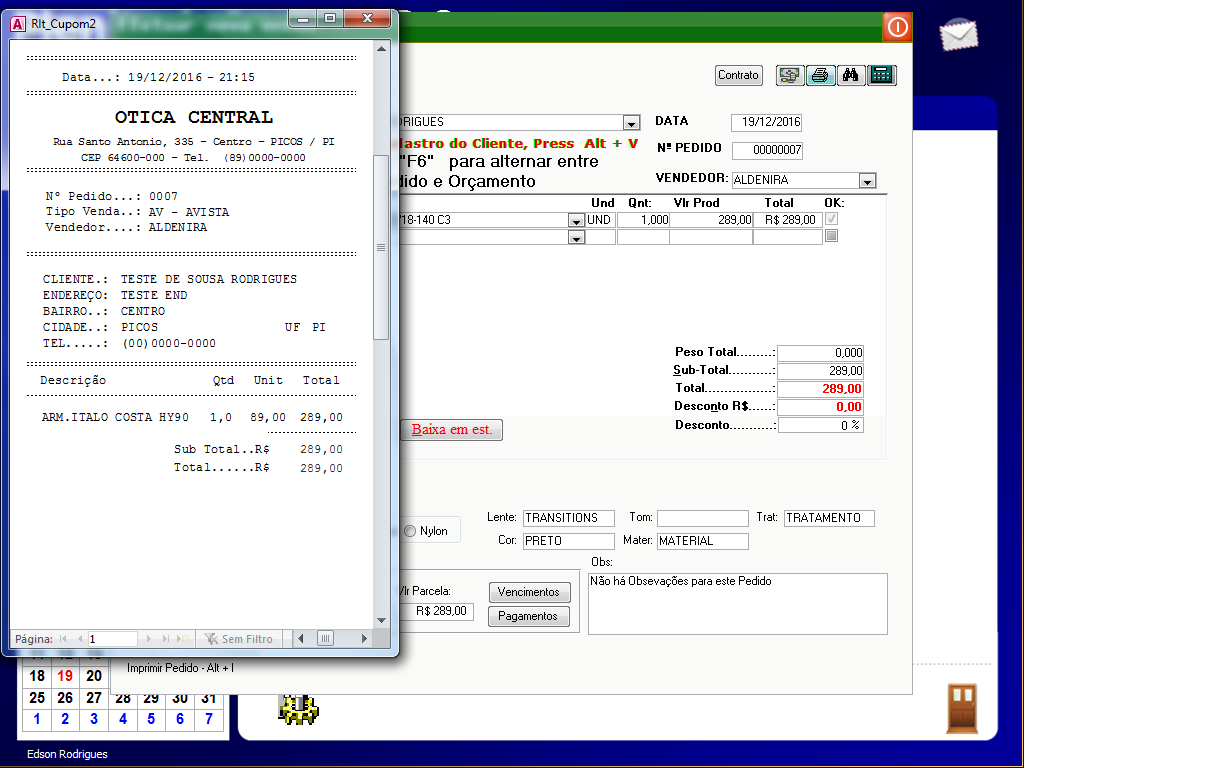 Rlt_Cupom2
Data...: 19/12/2016 - 21:15
OTICA CENTRAL
Rua Santo Antonio, 335 - Centro - PICOS / PI
CEP 64600-000 - Tel. (89)0000-0000
Nº Pedido...: 0007
Tipo Venda..: AV - AVISTA
Vendedor....: ALDENIRA
CLIENTE.: TESTE DE SOUSA RODRIGUES
ENDEREÇO: TESTE END
BAIRRO..: CENTRO
CIDADE..: PICOS UF PI
TEL.....: (00)0000-0000
Descrição Qtd Unit Total
ARM.ITALO COSTA HY90 1,0 89,00 289,00
Sub Total..R$ 289,00
Total......R$ 289,00
Página: 1 Sem Filtro
Contrato
DRIGUES
DATA 19/12/2016
dastro do Cliente, Press Alt + V
Nº PEDIDO 00000007
"F6" para alternar entre
dido e Orçamento
VENDEDOR: ALDENIRA
Und Qnt: Vlr Prod Total OK:
/18-140 C3 UND 1,000 289,00 R$ 289,00
Peso Total.........: 0,000
Sub-Total...........: 289,00
Total.................: 289,00
Desconto R$.....: 0,00
Desconto..........: 0 %
Baixa em est.
Lente: TRANSITIONS Tom: Trat: TRATAMENTO
Nylon
Cor: PRETO Mater: MATERIAL
Obs:
Não há Obsevações para este Pedido
Vlr Parcela:
R$ 289,00
Vencimentos
Pagamentos
Imprimir Pedido - Alt + I
18 19 20
25 26 27 28 29 30 31
1 2 3 4 5 6 7
Edson Rodrigues